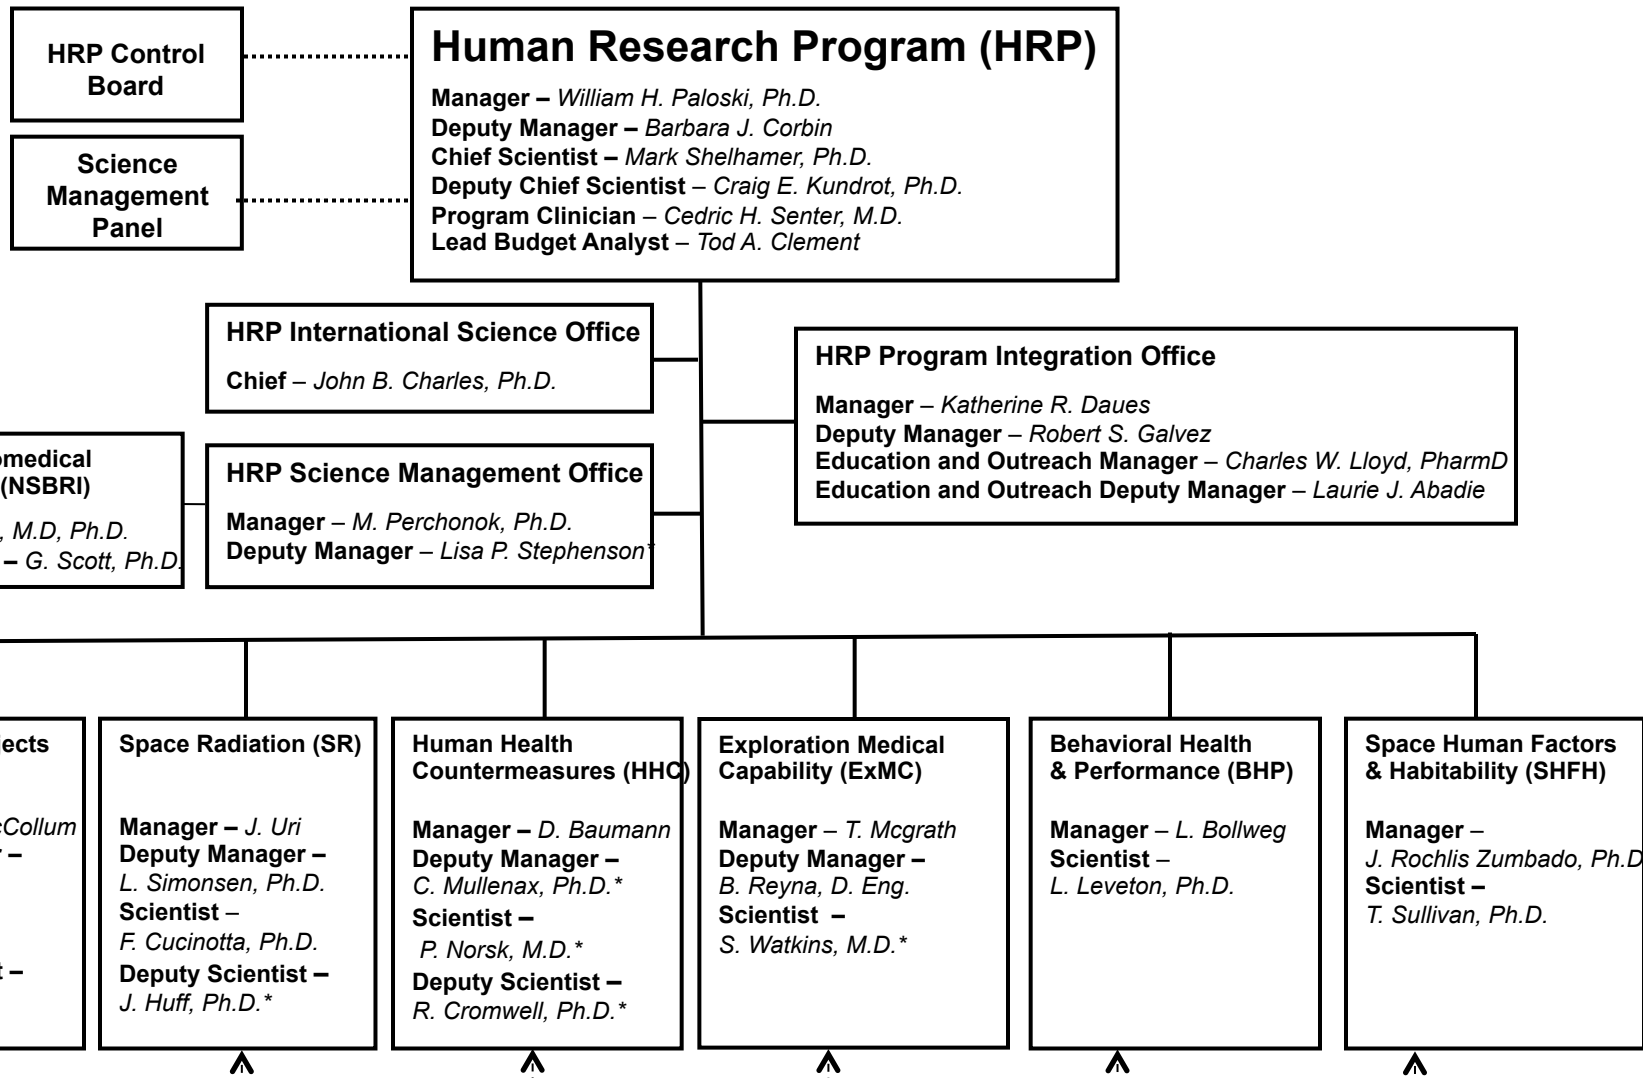 HRP Control
Board
Science
Management
Panel
Human Research Program (HRP)
Manager – William H. Paloski, Ph.D.
Deputy Manager – Barbara J. Corbin
Chief Scientist – Mark Shelhamer, Ph.D.
Deputy Chief Scientist – Craig E. Kundrot, Ph.D.
Program Clinician – Cedric H. Senter, M.D.
Lead Budget Analyst – Tod A. Clement
HRP International Science Office
Chief – John B. Charles, Ph.D.
HRP Program Integration Office
Manager – Katherine R. Daues
Deputy Manager – Robert S. Galvez
Education and Outreach Manager – Charles W. Lloyd, PharmD
Education and Outreach Deputy Manager – Laurie J. Abadie
omedical
(NSBRI)
, M.D, Ph.D.
– G. Scott, Ph.D.
HRP Science Management Office
Manager – M. Perchonok, Ph.D.
Deputy Manager – Lisa P. Stephenson*
jects
cCollum
r –
t –
Space Radiation (SR)
Manager – J. Uri
Deputy Manager –
L. Simonsen, Ph.D.
Scientist –
F. Cucinotta, Ph.D.
Deputy Scientist –
J. Huff, Ph.D.*
Human Health
Countermeasures (HHC)
Manager – D. Baumann
Deputy Manager –
C. Mullenax, Ph.D.*
Scientist –
P. Norsk, M.D.*
Deputy Scientist –
R. Cromwell, Ph.D.*
Exploration Medical
Capability (ExMC)
Manager – T. Mcgrath
Deputy Manager –
B. Reyna, D. Eng.
Scientist –
S. Watkins, M.D.*
Behavioral Health
& Performance (BHP)
Manager – L. Bollweg
Scientist –
L. Leveton, Ph.D.
Space Human Factors
& Habitability (SHFH)
Manager –
J. Rochlis Zumbado, Ph.D
Scientist –
T. Sullivan, Ph.D.